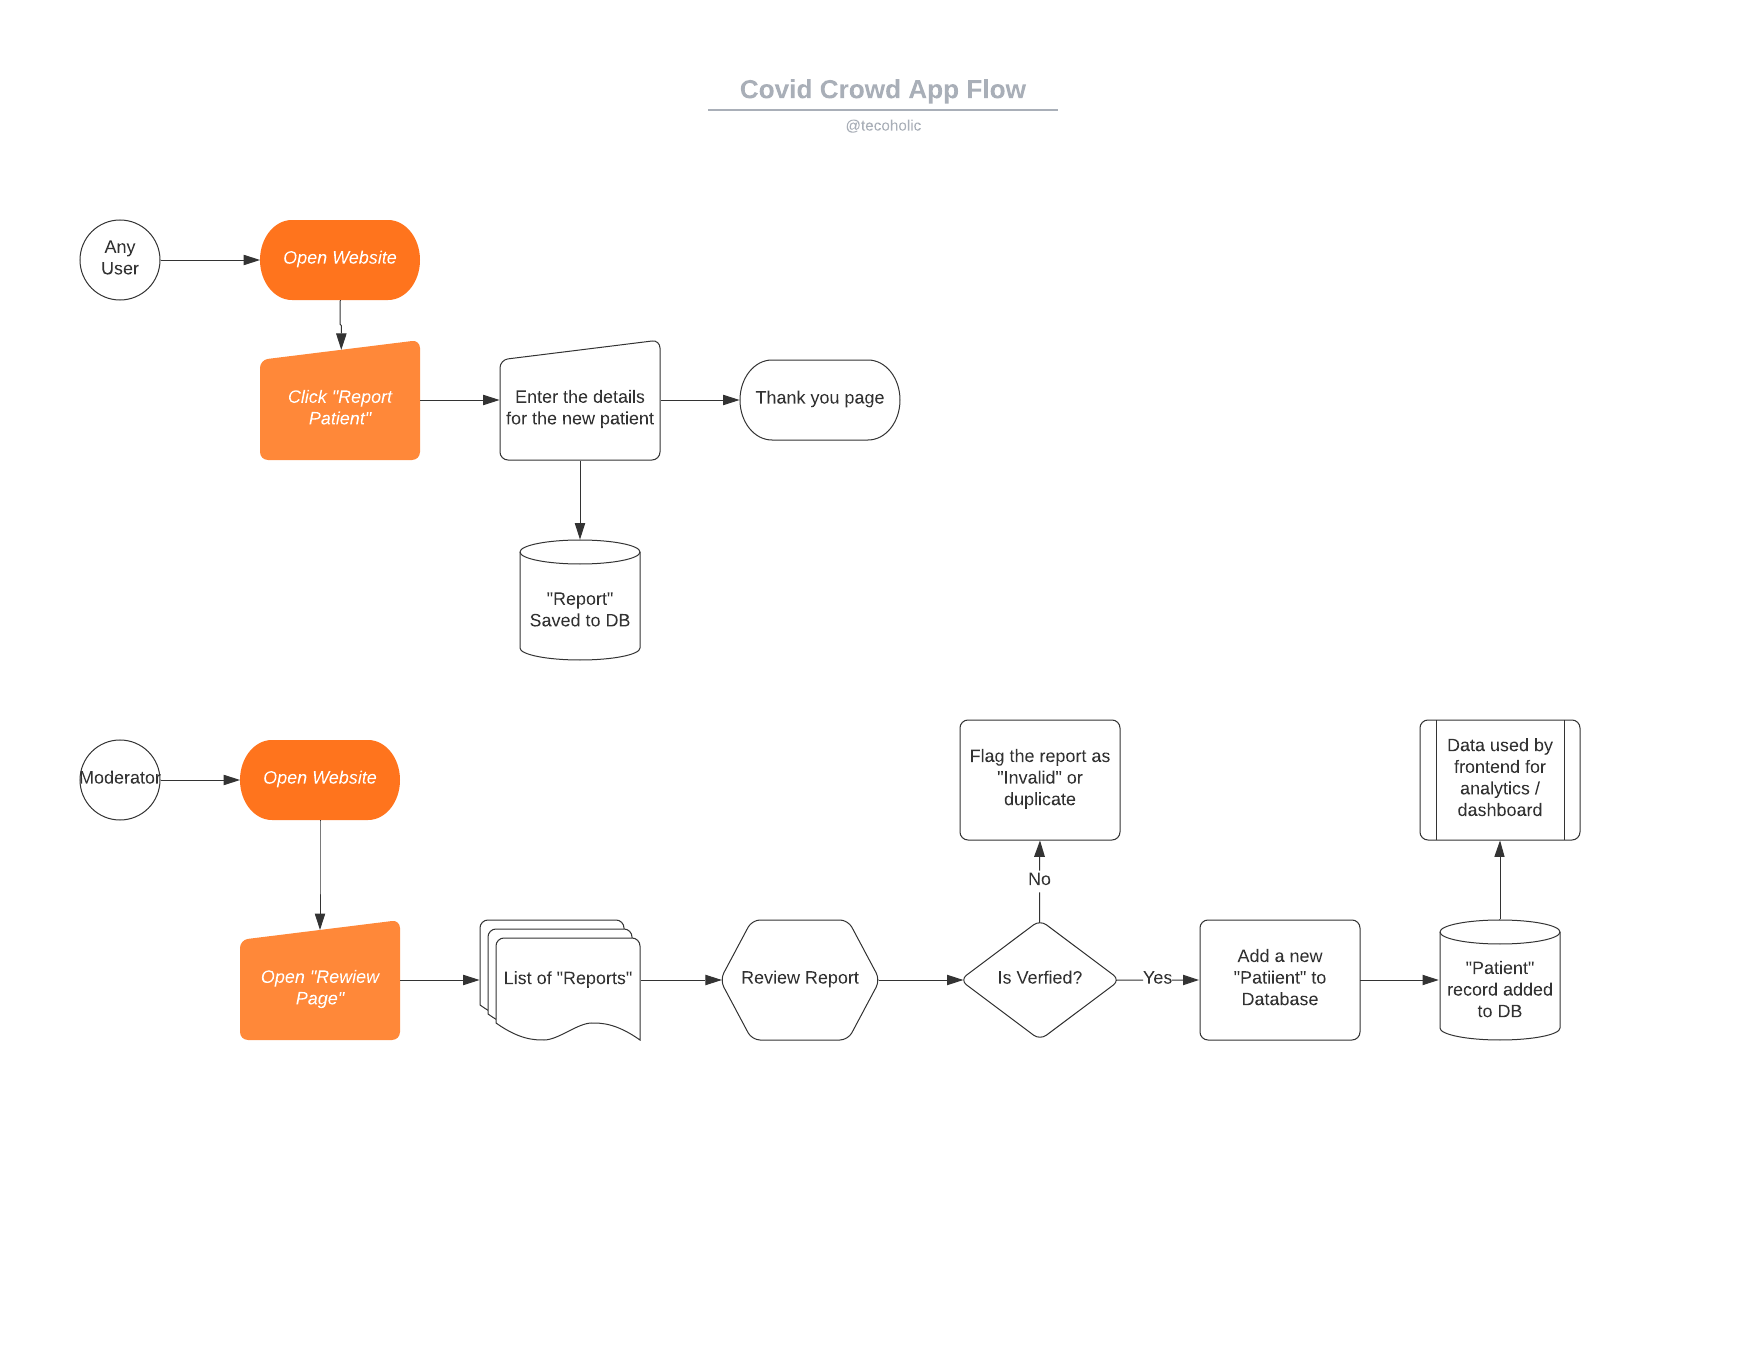 Covid Crowd App Flow
@tecoholic
Any
User
Open Website
Click "Report
Patient"
Enter the details
for the new patient
Thank you page
"Report"
Saved to DB
Moderator
Open Website
Open "Rewiew
Page"
List of "Reports"
Review Report
Is Verfied?
No
Flag the report as
"Invalid" or
duplicate
Yes
Add a new
"Patiient" to
Database
"Patient"
record added
to DB
Data used by
frontend for
analytics /
dashboard